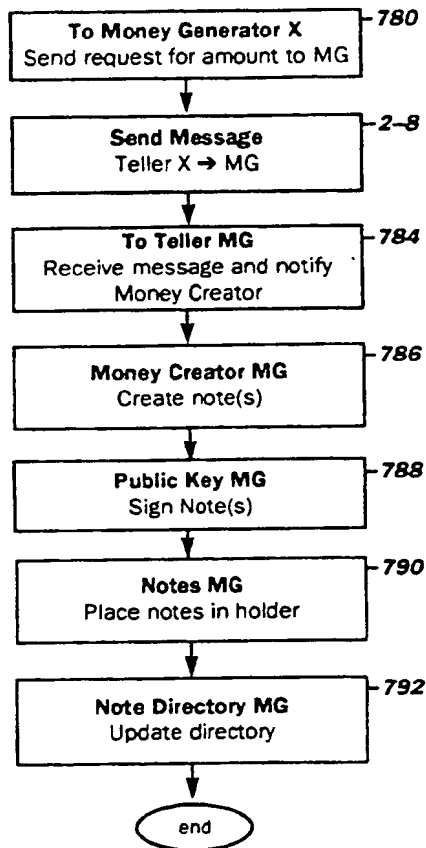 To Money Generator X
Send request for amount to MG
780
Send Message
Teller X → MG
2-8
To Teller MG
Receive message and notify
Money Creator
784
Money Creator MG
Create note(s)
786
Public Key MG
Sign Note(s)
788
Notes MG
Place notes in holder
790
Note Directory MG
Update directory
792
end